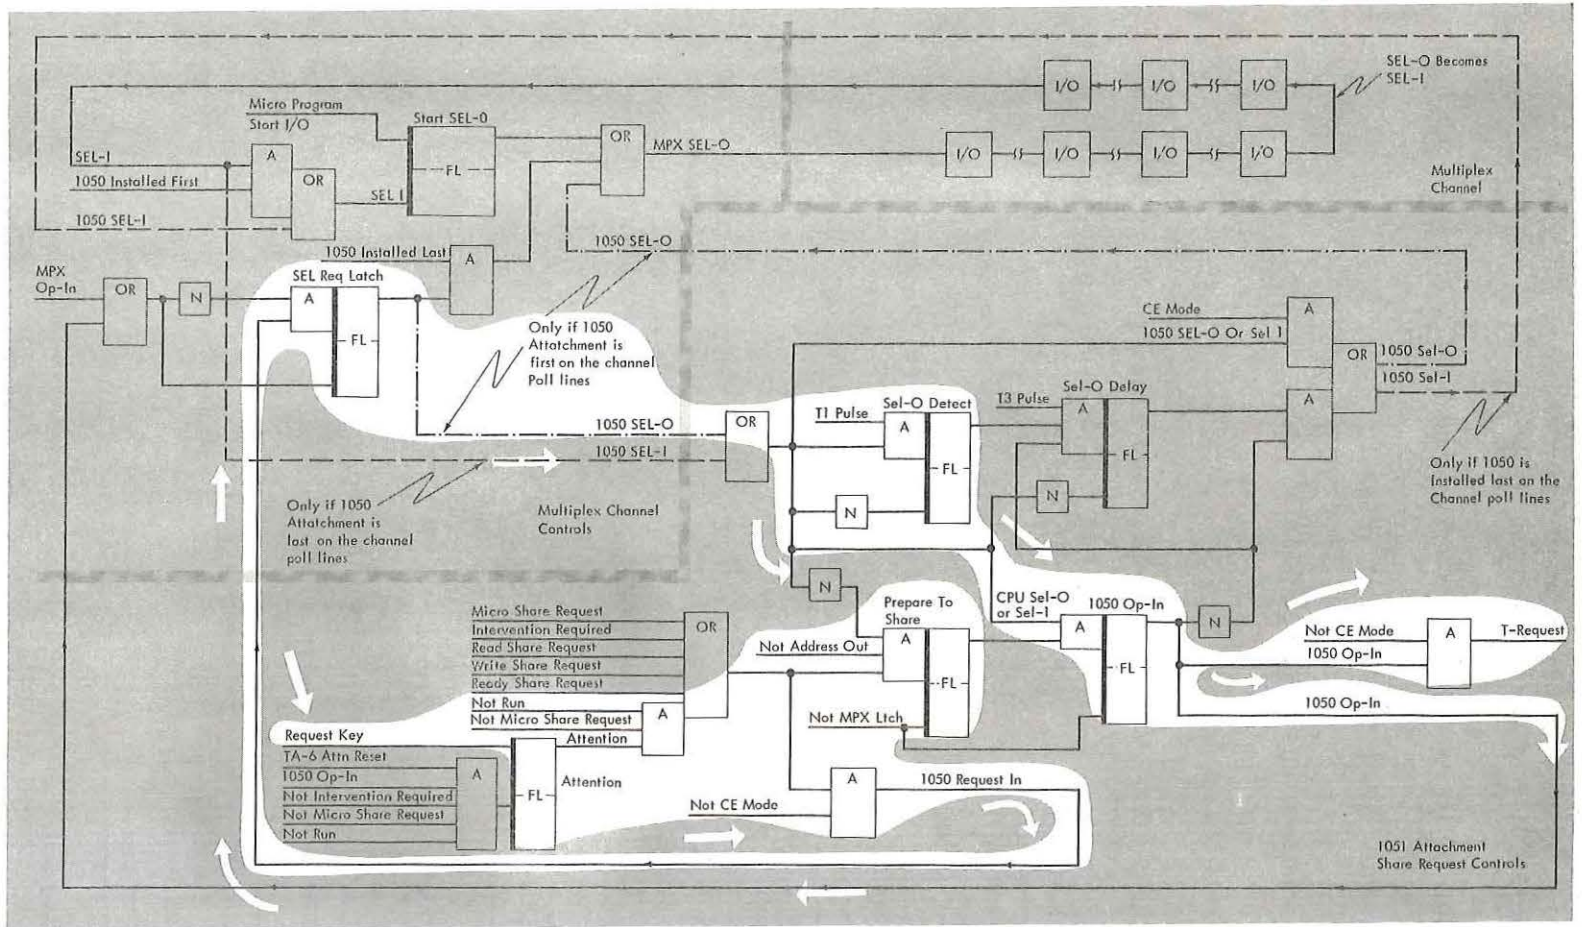 SEL-O Becomes
SEL-I
I/O
I/O
I/O
Micro Program
Start I/O
Start SEL-0
OR
MPX SEL-O
I/O
I/O
I/O
I/O
SEL-I
A
FL
1050 Installed First
OR
SEL I
Multiplex
Channel
1050 SEL-I
1050 SEL-O
1050 Installed Last
A
MPX
Op-In
OR
N
SEL Req Latch
A
FL
Only if 1050
Attatchment is
first on the channel
Poll lines
CE Mode
A
1050 SEL-O Or Sel 1
OR
1050 Sel-O
1050 Sel-I
Sel-O Delay
T3 Pulse
A
A
FL
Sel-O Detect
T1 Pulse
A
FL
1050 SEL-O
OR
1050 SEL-I
N
N
Only if 1050
Attatchment is
last on the channel
poll lines
Multiplex Channel
Controls
Only if 1050 is
Installed last on the
Channel poll lines
N
CPU Sel-O
or Sel-1
1050 Op-In
A
FL
N
Not CE Mode
A
T-Request
1050 Op-In
1050 Op-In
Micro Share Request
OR
Intervention Required
Read Share Request
Write Share Request
Ready Share Request
Not Run
Not Micro Share Request
A
Prepare To
Share
A
Not Address Out
FL
Not MPX Ltch
Request Key
Attention
TA-6 Attn Reset
1050 Op-In
A
Attention
FL
Not Intervention Required
Not Micro Share Request
Not Run
A
1050 Request In
Not CE Mode
1051 Attachment
Share Request Controls